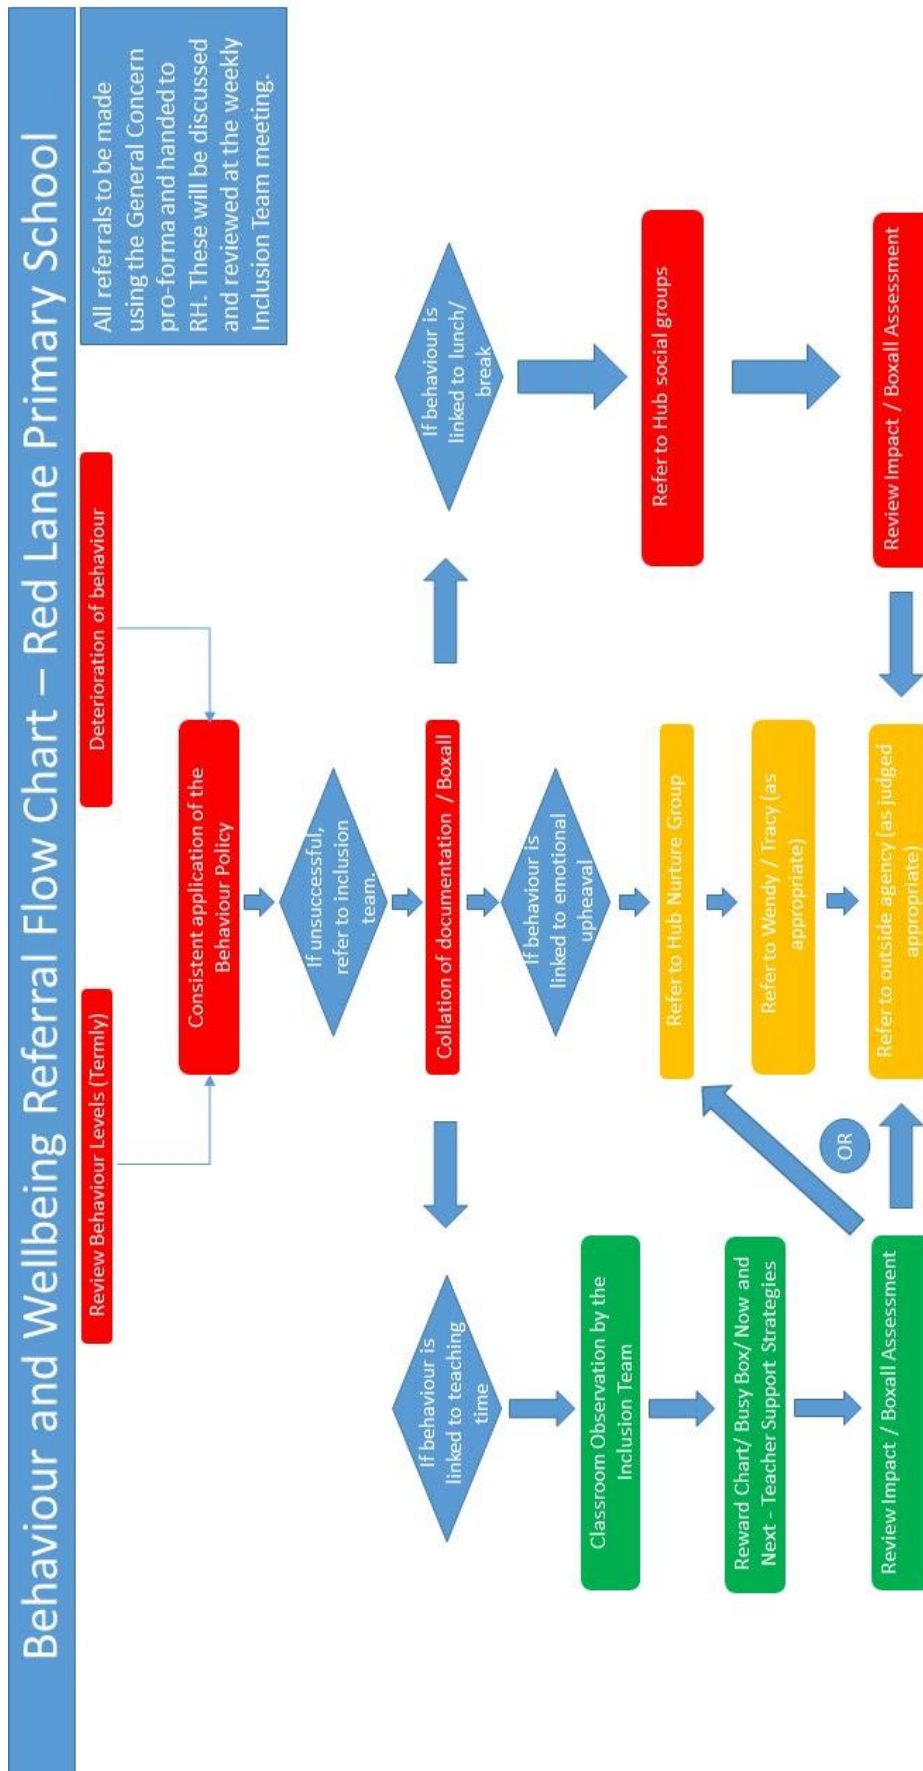 Behaviour and Wellbeing Referral Flow Chart – Red Lane Primary School
All referrals to be made
using the General Concern
pro-forma and handed to
RH. These will be discussed
and reviewed at the weekly
Inclusion Team meeting.
Review Behaviour Levels (Termly)
Deterioration of behaviour
Consistent application of the
Behaviour Policy
If unsuccessful,
refer to inclusion
team.
Collation of documentation / Boxall
If behaviour is
linked to teaching
time
If behaviour is
linked to emotional
upheaval
If behaviour is
linked to lunch/
break
Classroom Observation by the
Inclusion Team
Reward Chart/ Busy Box/ Now and
Next - Teacher Support Strategies
Review Impact / Boxall Assessment
OR
Refer to Hub Nurture Group
Refer to Wendy / Tracy (as
appropriate)
Refer to outside agency (as judged
appropriate)
Refer to Hub social groups
Review Impact / Boxall Assessment